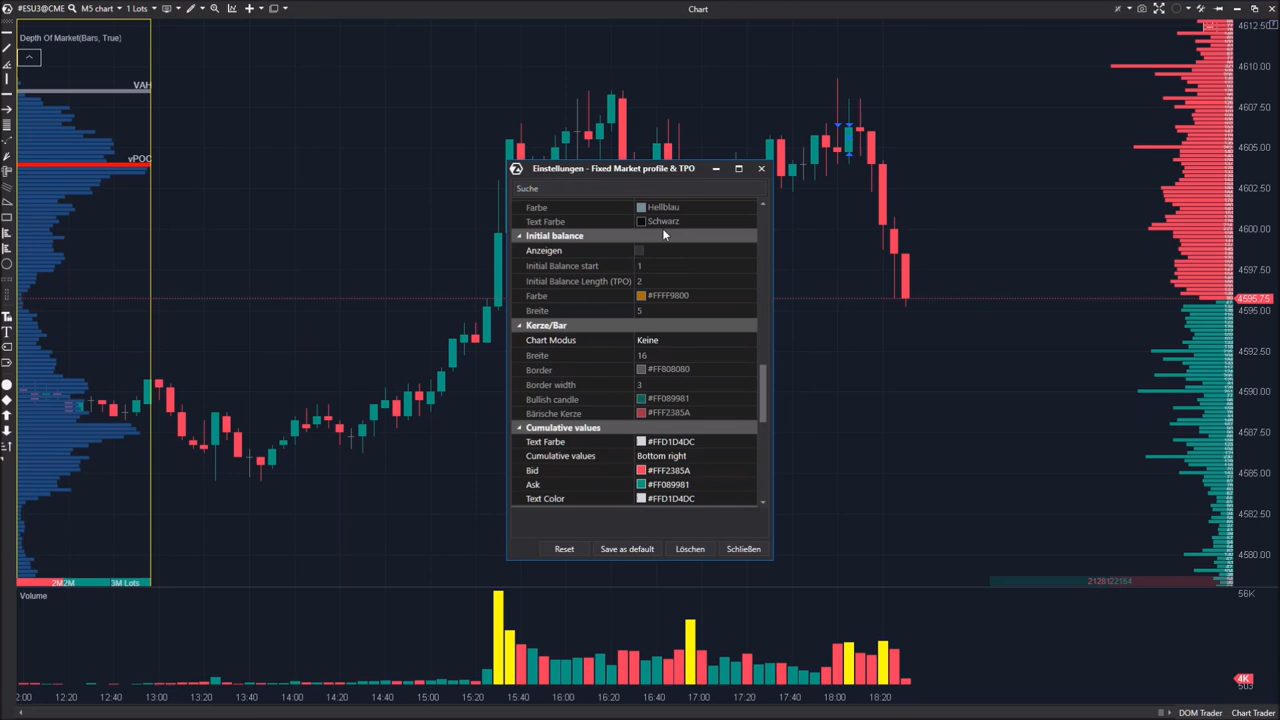 #ESU3@CME M5 chart 1 Lots Chart
Depth Of Market(Bars, True)
VAH
vPOC
4612.50
4610.00
4607.50
4605.00
4602.50
4600.00
4597.50
4595.75
4595.00
4592.50
4590.00
4587.50
4585.00
4582.50
4580.00
Einstellungen - Fixed Market profile & TPO
Suche
Farbe Hellblau
Text Farbe Schwarz
Initial balance
Anzeigen
Initial Balance start 1
Initial Balance Length (TPO) 2
Farbe #FFFF9800
Breite 5
Kerze/Bar
Chart Modus Keine
Breite 16
Border #FF808080
Border width 3
Bullish candle #FF089981
Bärische Kerze #FFF2385A
Cumulative values
Text Farbe #FFD1D4DC
Cumulative values Bottom right
Bid #FFF2385A
Ask #FF089981
Text Color #FFD1D4DC
Reset Save as default Löschen Schließen
2M2M 3M Lots
2128122164
Volume
56K
4K
503
2:00 12:20 12:40 13:00 13:20 13:40 14:00 14:20 14:40 15:00 15:20 15:40 16:00 16:20 16:40 17:00 17:20 17:40 18:00 18:20
DOM Trader Chart Trader